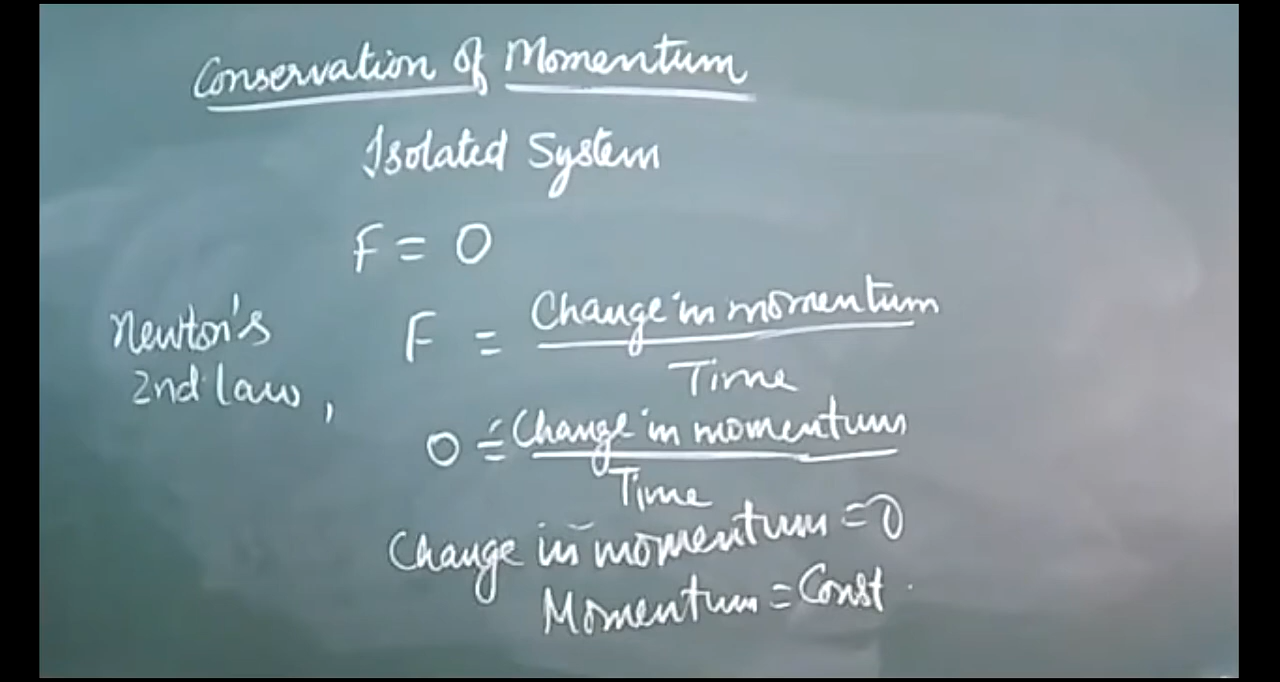 Conservation of Momentum
Isolated System
F = 0
Newton's
2nd law,
F = Change in momentum
Time
0 = Change in momentum
Time
Change in momentum = 0
Momentum = Const.